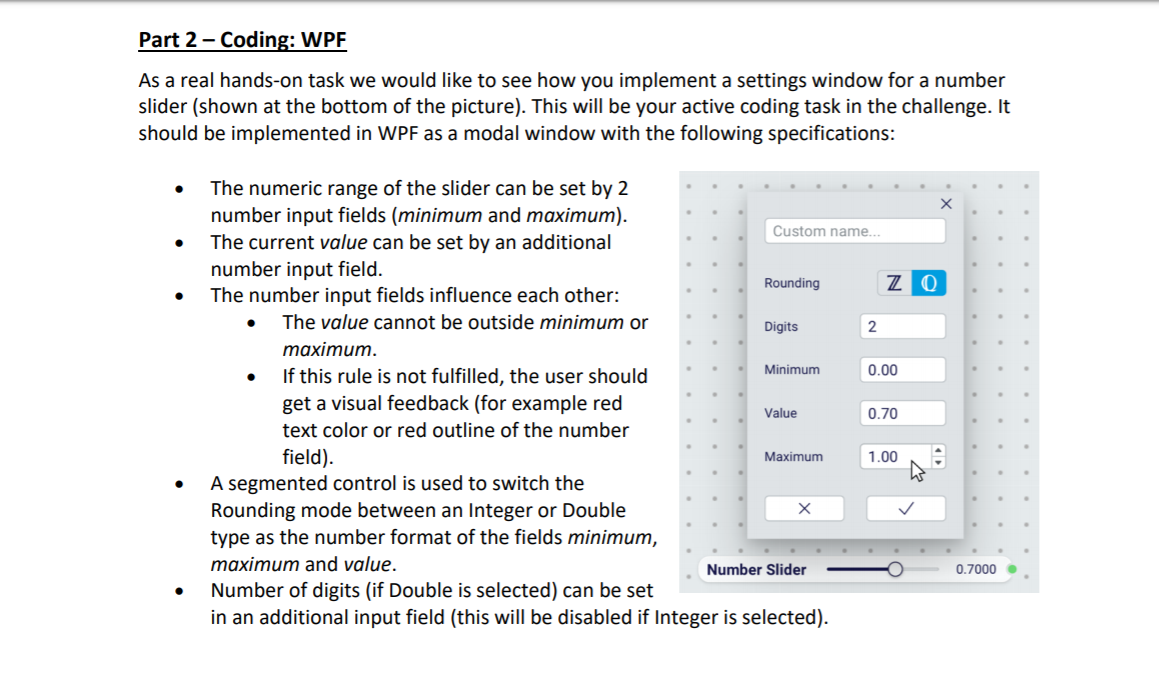 Part 2 – Coding: WPF
As a real hands-on task we would like to see how you implement a settings window for a number
slider (shown at the bottom of the picture). This will be your active coding task in the challenge. It
should be implemented in WPF as a modal window with the following specifications:
• The numeric range of the slider can be set by 2
number input fields (minimum and maximum).
• The current value can be set by an additional
number input field.
• The number input fields influence each other:
• The value cannot be outside minimum or
maximum.
• If this rule is not fulfilled, the user should
get a visual feedback (for example red
text color or red outline of the number
field).
• A segmented control is used to switch the
Rounding mode between an Integer or Double
type as the number format of the fields minimum,
maximum and value.
• Number of digits (if Double is selected) can be set
in an additional input field (this will be disabled if Integer is selected).
Custom name...
Rounding ℤ ℚ
Digits 2
Minimum 0.00
Value 0.70
Maximum 1.00
Number Slider 0.7000